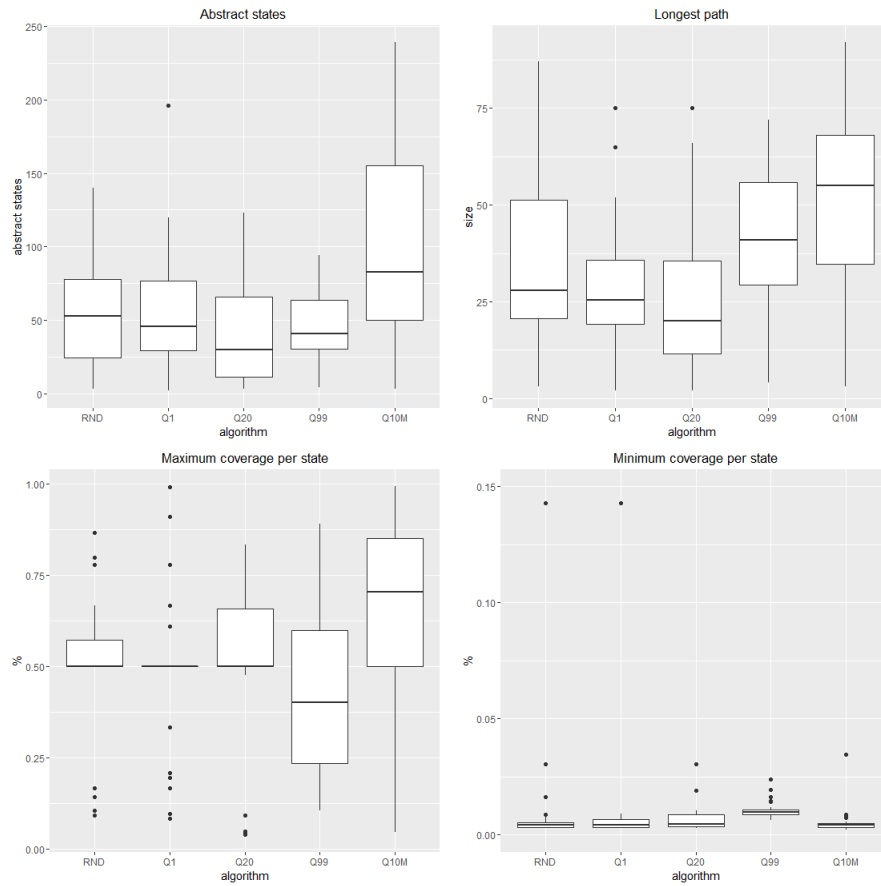 Abstract states
250
200
150
100
50
0
abstract states
RND Q1 Q20 Q99 Q10M
algorithm
Longest path
75
50
25
0
size
RND Q1 Q20 Q99 Q10M
algorithm
Maximum coverage per state
1.00
0.75
0.50
0.25
0.00
%
RND Q1 Q20 Q99 Q10M
algorithm
Minimum coverage per state
0.15
0.10
0.05
0.00
%
RND Q1 Q20 Q99 Q10M
algorithm